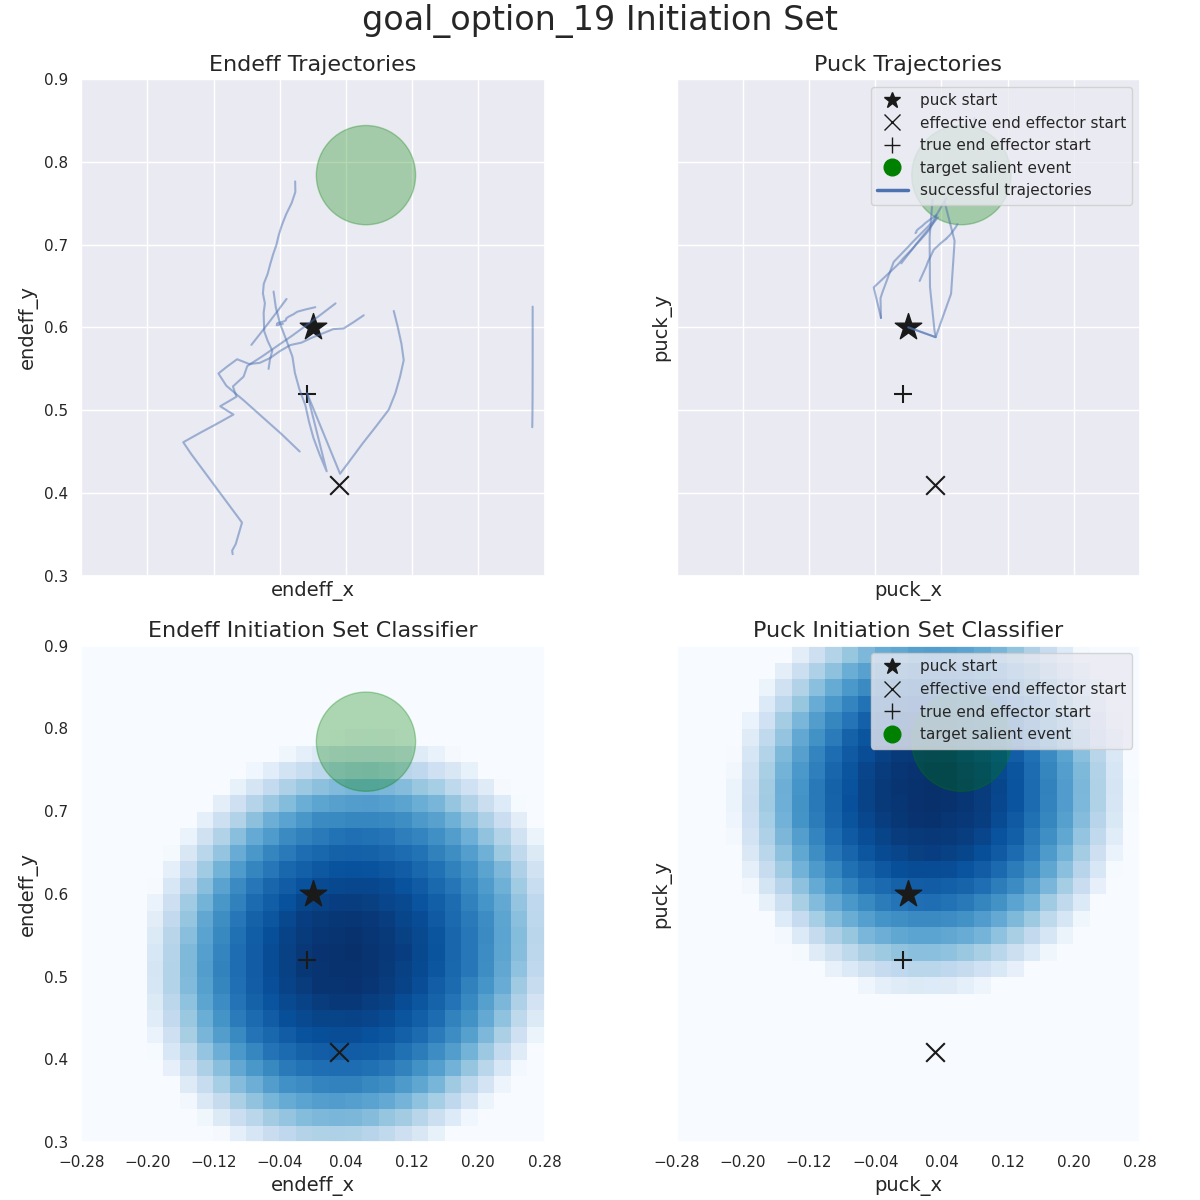 goal_option_19 Initiation Set
Endeff Trajectories
0.9
0.8
0.7
0.6
0.5
0.4
0.3
endeff_y
endeff_x
Puck Trajectories
puck start
effective end effector start
true end effector start
target salient event
successful trajectories
puck_y
puck_x
Endeff Initiation Set Classifier
0.9
0.8
0.7
0.6
0.5
0.4
0.3
endeff_y
−0.28 −0.20 −0.12 −0.04 0.04 0.12 0.20 0.28
endeff_x
Puck Initiation Set Classifier
puck start
effective end effector start
true end effector start
target salient event
puck_y
−0.28 −0.20 −0.12 −0.04 0.04 0.12 0.20 0.28
puck_x